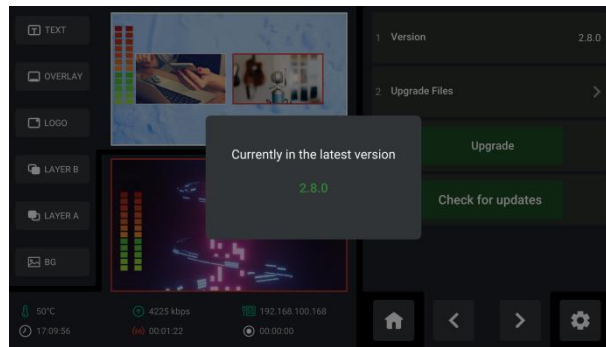 TEXT
OVERLAY
LOGO
LAYER B
LAYER A
BG
1 Version 2.8.0
2 Upgrade Files
Upgrade
Check for updates
Currently in the latest version
2.8.0
50°C
4225 kbps
192.168.100.168
17:09:56
00:01:22
00:00:00